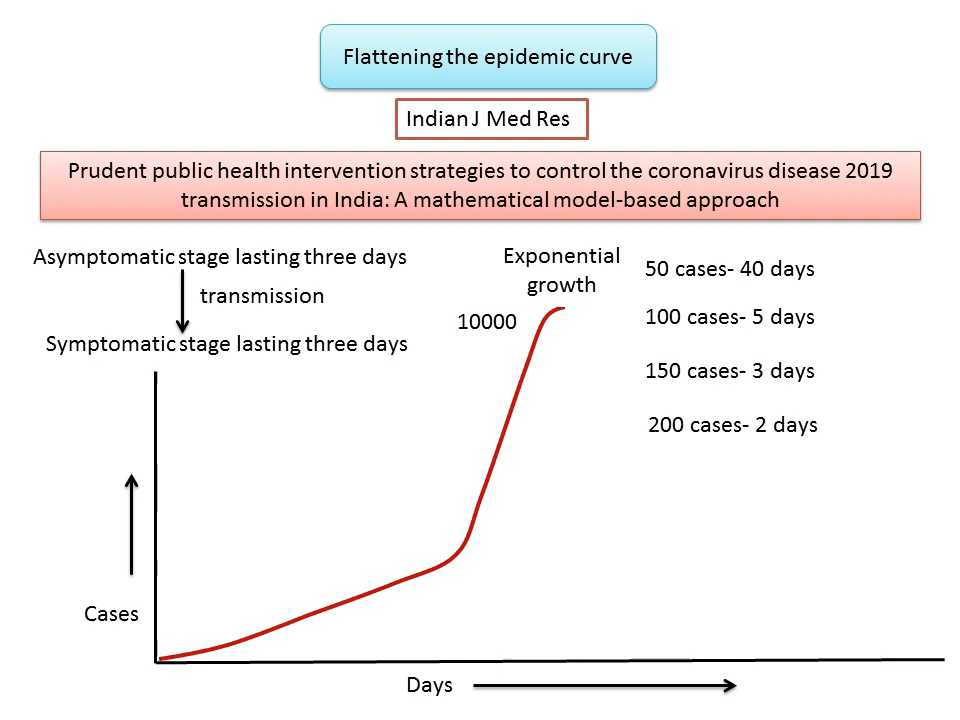 Flattening the epidemic curve
Indian J Med Res
Prudent public health intervention strategies to control the coronavirus disease 2019
transmission in India: A mathematical model-based approach
Asymptomatic stage lasting three days
transmission
Symptomatic stage lasting three days
Exponential
growth
10000
50 cases- 40 days
100 cases- 5 days
150 cases- 3 days
200 cases- 2 days
Cases
Days